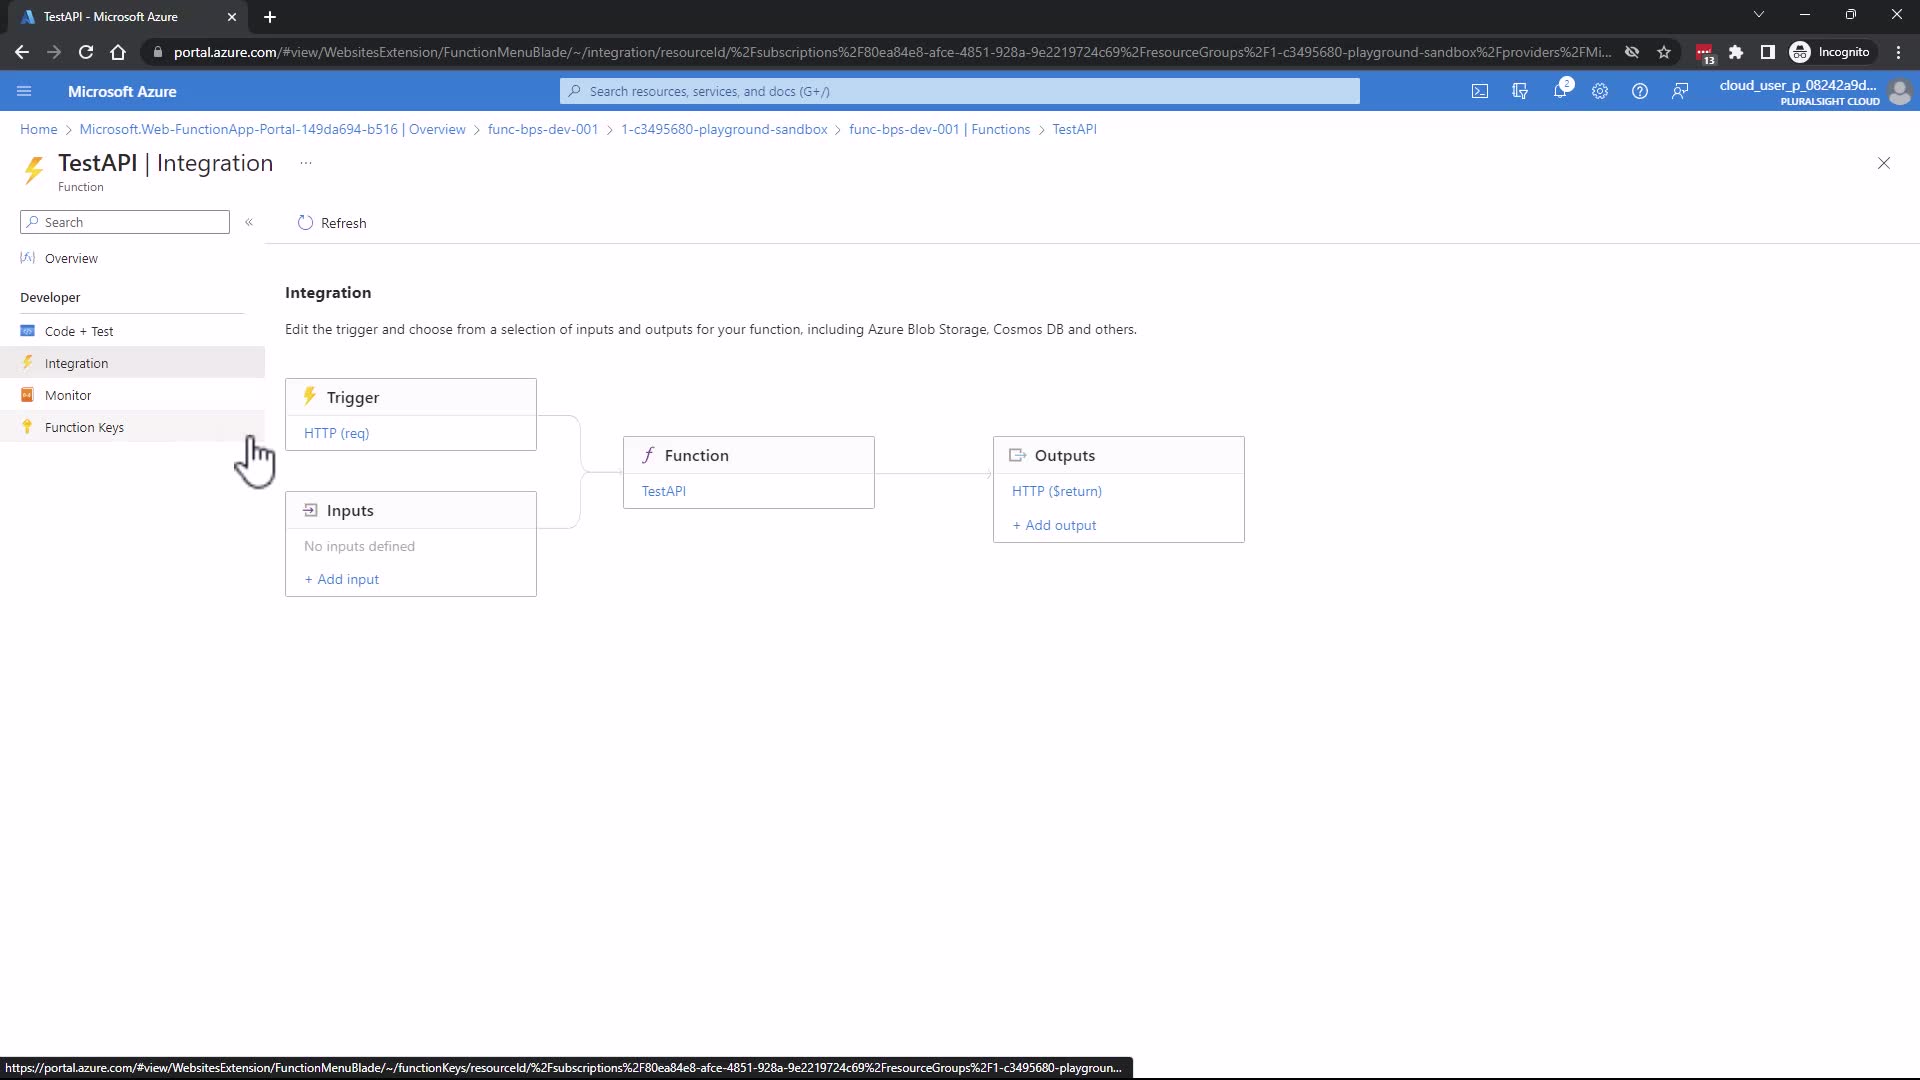 TestAPI - Microsoft Azure
portal.azure.com/#view/WebsitesExtension/FunctionMenuBlade/~/integration/resourceId/%2Fsubscriptions%2F80ea84e8-afce-4851-928a-9e2219724c69%2FresourceGroups%2F1-c3495680-playground-sandbox%2Fproviders%2FMi...
13
Incognito
Microsoft Azure
Search resources, services, and docs (G+/)
2
cloud_user_p_08242a9d...
PLURALSIGHT CLOUD
Home > Microsoft.Web-FunctionApp-Portal-149da694-b516 | Overview > func-bps-dev-001 > 1-c3495680-playground-sandbox > func-bps-dev-001 | Functions > TestAPI
TestAPI | Integration ...
Function
Search
«
Refresh
Overview
Developer
Code + Test
Integration
Monitor
Function Keys
Integration
Edit the trigger and choose from a selection of inputs and outputs for your function, including Azure Blob Storage, Cosmos DB and others.
Trigger
HTTP (req)
Inputs
No inputs defined
+ Add input
Function
TestAPI
Outputs
HTTP ($return)
+ Add output
https://portal.azure.com/#view/WebsitesExtension/FunctionMenuBlade/~/functionKeys/resourceId/%2Fsubscriptions%2F80ea84e8-afce-4851-928a-9e2219724c69%2FresourceGroups%2F1-c3495680-playgroun...